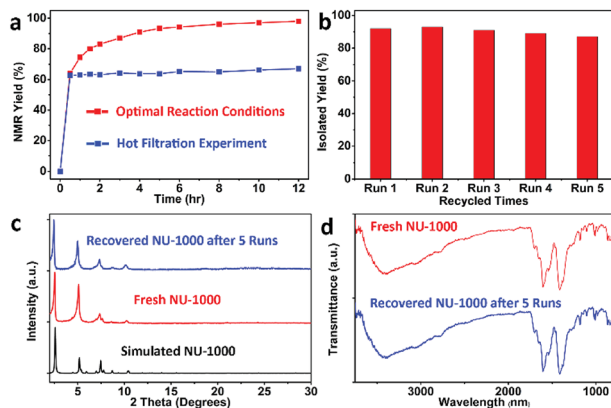 a
NMR Yield (%)
100
80
60
40
20
0
Optimal Reaction Conditions
Hot Filtration Experiment
0 2 4 6 8 10 12
Time (hr)
b
Isolated Yield (%)
100
80
60
40
20
0
Run 1 Run 2 Run 3 Run 4 Run 5
Recycled Times
c
Intensity (a.u.)
Recovered NU-1000 after 5 Runs
Fresh NU-1000
Simulated NU-1000
5 10 15 20 25 30
2 Theta (Degrees)
d
Transmittance (a.u.)
Fresh NU-1000
Recovered NU-1000 after 5 Runs
3000 2000 1000
Wavelength (nm)